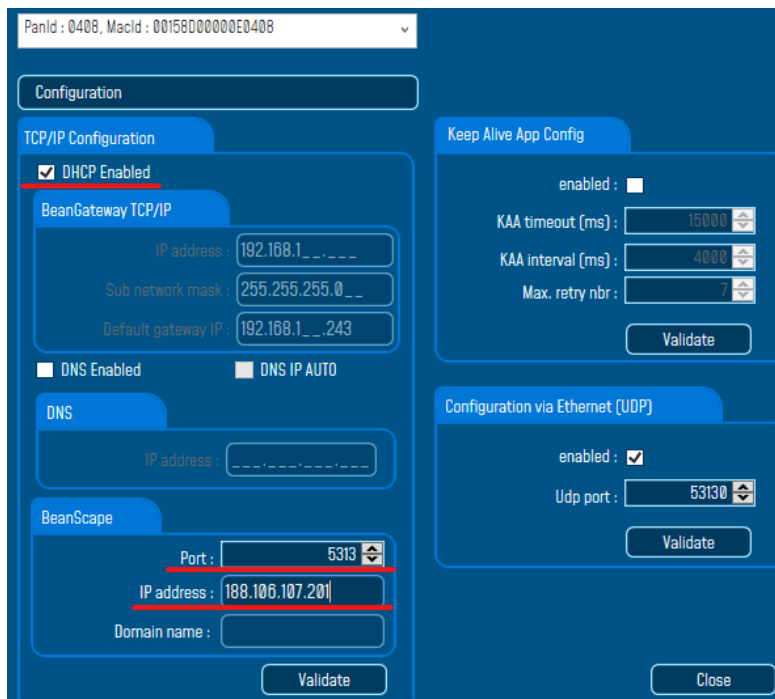 PanId : 0408, MacId : 00158D00000E0408
Configuration
TCP/IP Configuration
DHCP Enabled
BeanGateway TCP/IP
IP address : 192.168.1__.___
Sub network mask : 255.255.255.0__
Default gateway IP : 192.168.1__.243
DNS Enabled
DNS IP AUTO
DNS
IP address : ___.___.___.___
BeanScape
Port : 5313
IP address : 188.106.107.201
Domain name :
Validate
Keep Alive App Config
enabled :
KAA timeout (ms) : 15000
KAA interval (ms) : 4000
Max. retry nbr : 7
Validate
Configuration via Ethernet (UDP)
enabled :
Udp port : 53130
Validate
Close